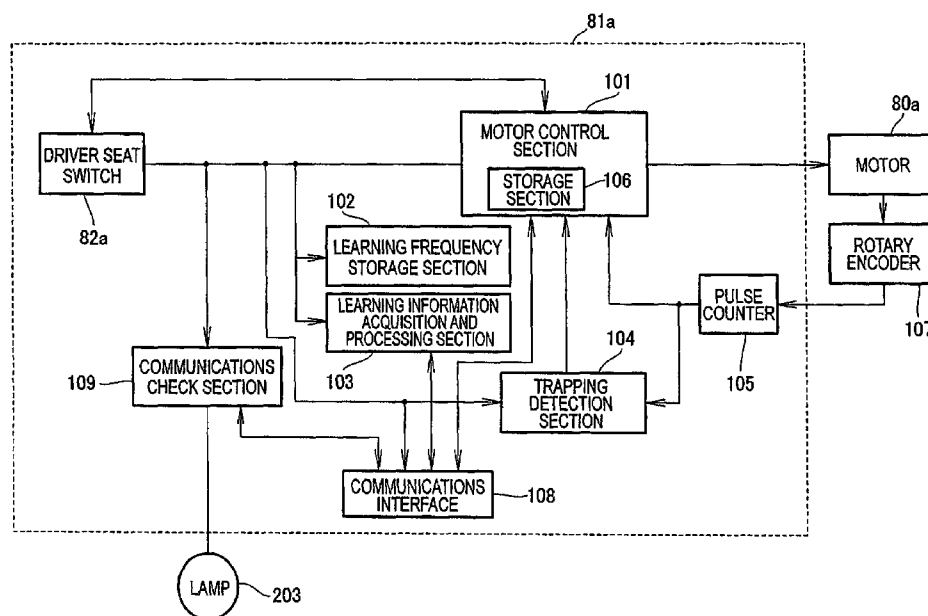 81a
101
MOTOR CONTROL
SECTION
80a
DRIVER SEAT
SWITCH
STORAGE
SECTION
106
MOTOR
82a
102
LEARNING FREQUENCY
STORAGE SECTION
ROTARY
ENCODER
PULSE
COUNTER
LEARNING INFORMATION
ACQUISITION AND
PROCESSING SECTION
107
104
105
109
COMMUNICATIONS
CHECK SECTION
103
TRAPPING
DETECTION
SECTION
COMMUNICATIONS
INTERFACE
108
LAMP
203